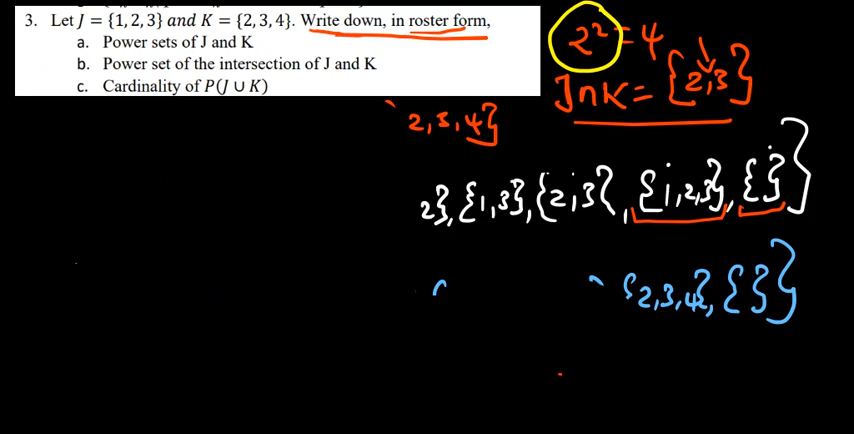 3. Let J = {1, 2, 3} and K = {2, 3, 4}. Write down, in roster form,
a. Power sets of J and K
b. Power set of the intersection of J and K
c. Cardinality of P(J ∪ K)
2² = 4
J∩K = {2,3}
2, 3, 4}
2}, {1,3}, {2,3{, {1,2,3}, { }}
{2,3,4}, { }}